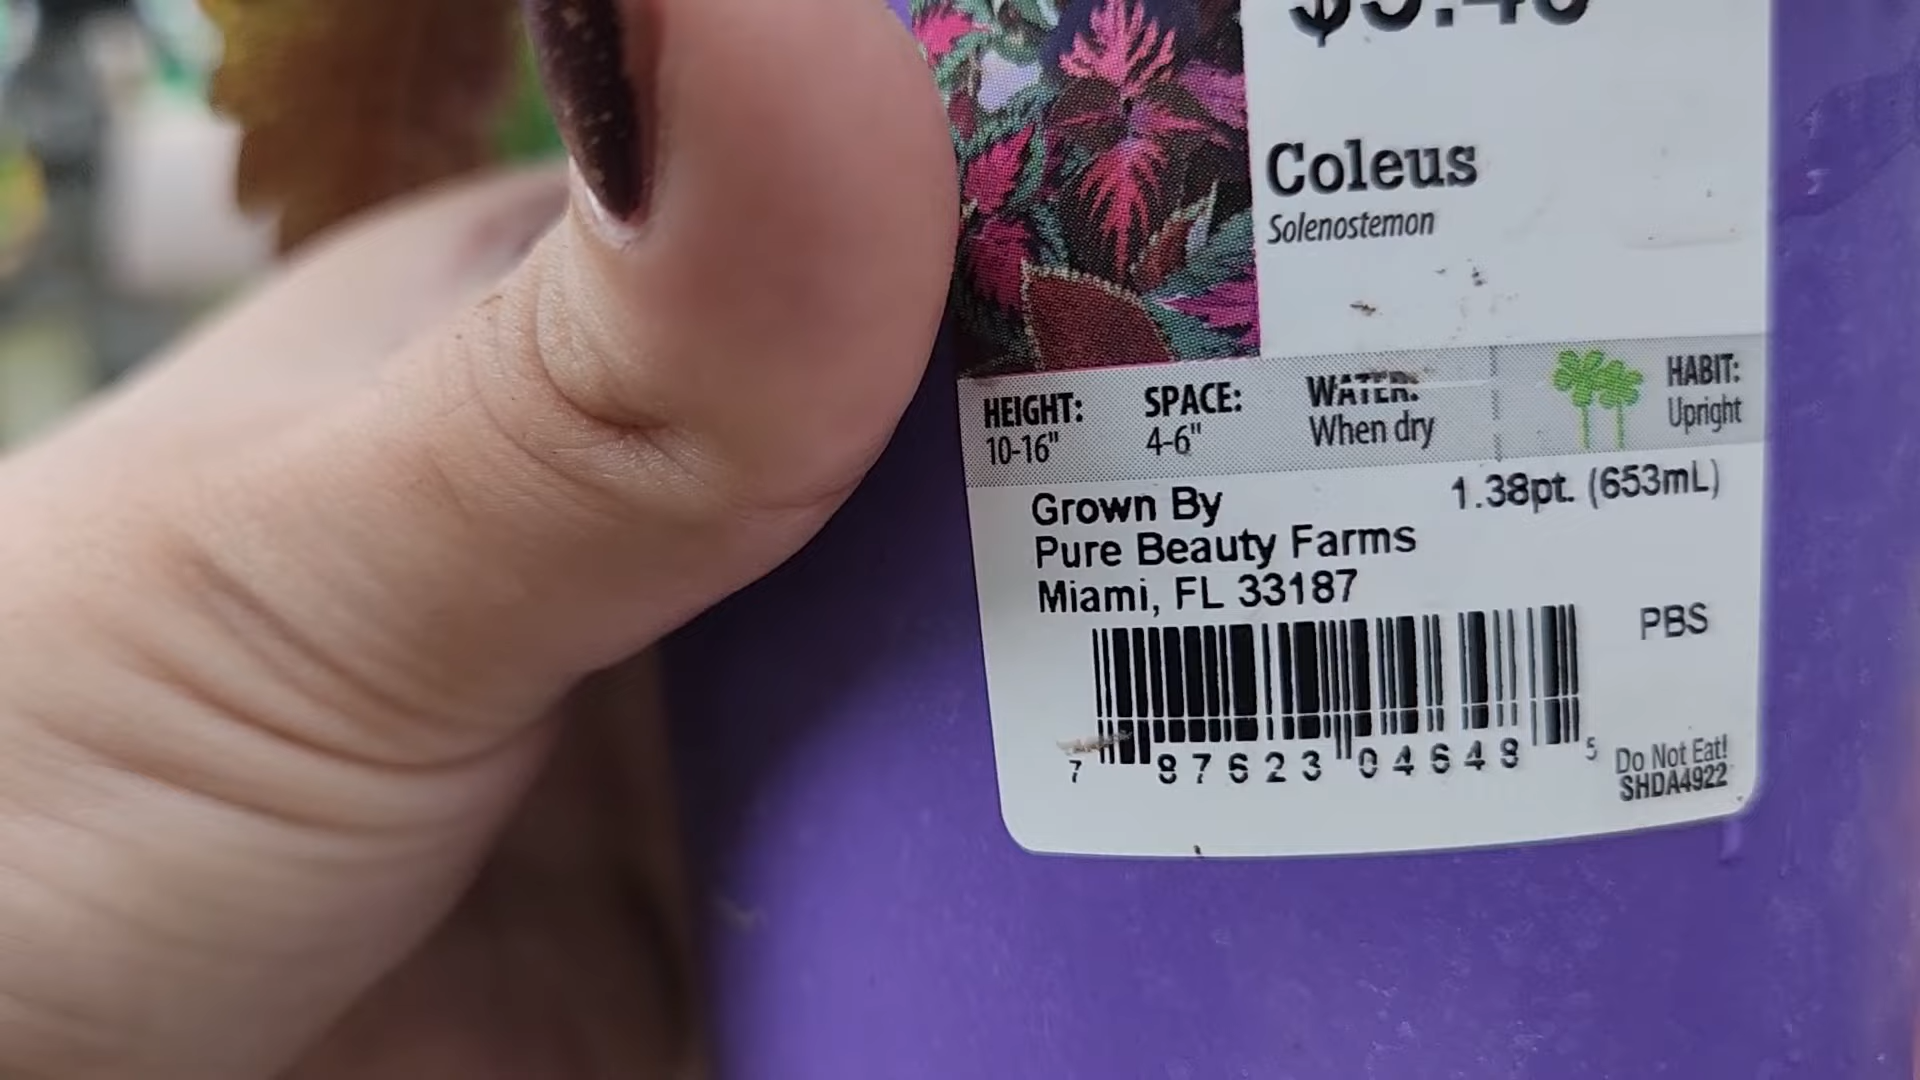 Coleus
Solenostemon
HEIGHT:
10-16"
SPACE:
4-6"
WATER:
When dry
HABIT:
Upright
Grown By
Pure Beauty Farms
Miami, FL 33187
1.38pt. (653mL)
PBS
7 87623 04648 5
Do Not Eat!
SHDA4922